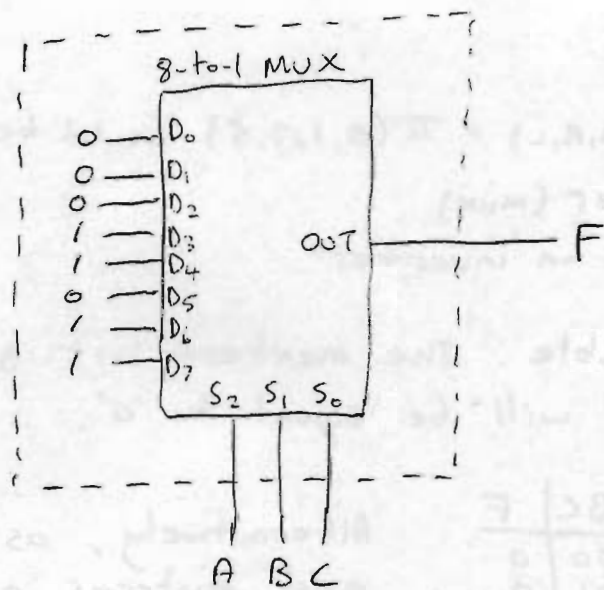 8-to-1 MUX
0 D0
0 D1
0 D2
1 D3
1 D4
0 D5
1 D6
1 D7
OUT F
S2 S1 S0
A B C